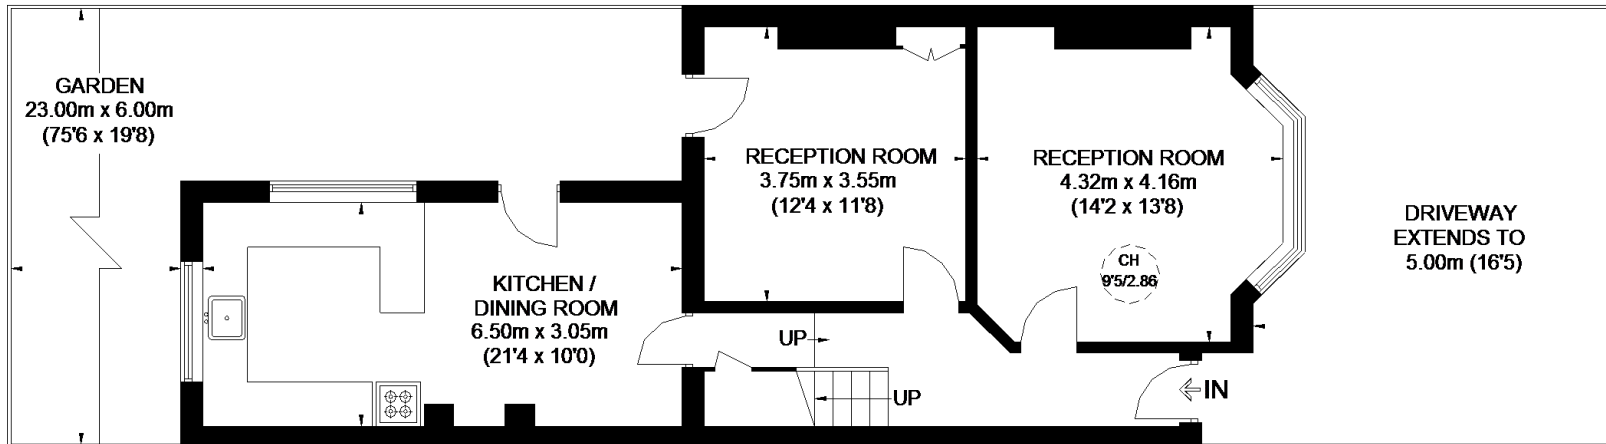 GARDEN
23.00m x 6.00m
(75'6 x 19'8)
RECEPTION ROOM
3.75m x 3.55m
(12'4 x 11'8)
RECEPTION ROOM
4.32m x 4.16m
(14'2 x 13'8)
CH
9'5/2.86
DRIVEWAY
EXTENDS TO
5.00m (16'5)
KITCHEN /
DINING ROOM
6.50m x 3.05m
(21'4 x 10'0)
UP
UP
IN